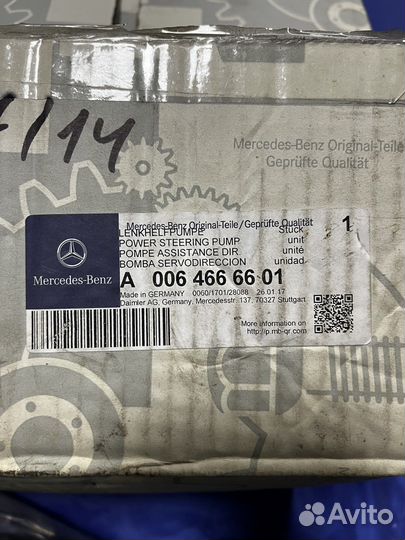 /14
Mercedes-Benz Original-Teile
Geprüfte Qualität
Mercedes-Benz Original-Teile/Geprüfte Qualität 1
LENKHELFPUMPE Stück
POWER STEERING PUMP unit
POMPE ASSISTANCE DIR. unité
BOMBA SERVODIRECCION unidad
Mercedes-Benz
A 006 466 66 01
Made in GERMANY 0060/1701/28088 26.01.17
Daimler AG, Germany, Mercedesstr. 137, 70327 Stuttgart
More information on
http://p.mb-qr.com
Me
G
Avito